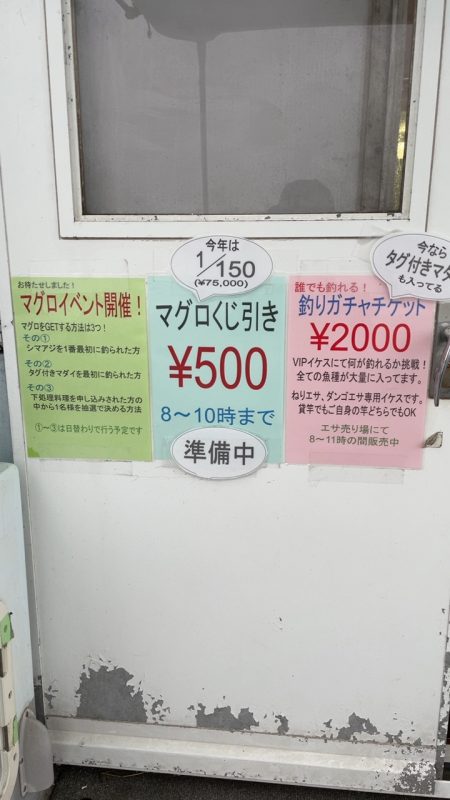 お待たせしました!
マグロイベント開催!
マグロをGETする方法は3つ!
その①
シマアジを1番最初に釣られた方
その②
タグ付きマダイを最初に釣られた方
その③
下処理料理を申し込みされた方の
中から1名様を抽選で決める方法
①〜③は日替わりで行う予定です
今年は
1/150
(¥75,000)
マグロくじ引き
¥500
8〜10時まで
準備中
今なら
タグ付きマダ
も入ってる
誰でも釣れる!
釣りガチャチケット
¥2000
VIPイケスにて何が釣れるか挑戦!
全ての魚種が大量に入ってます。
ねりエサ、ダンゴエサ専用イケスです。
貸竿でもご自身の竿どちらでもOK
エサ売り場にて
8〜11時の間販売中